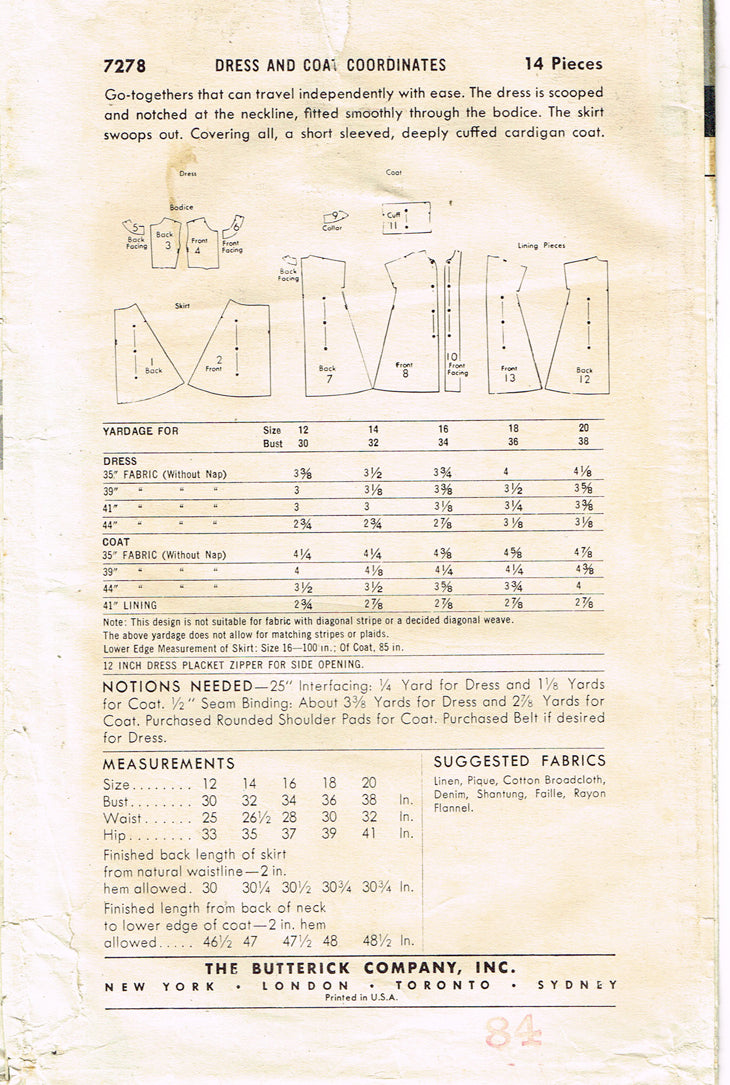 7278 DRESS AND COAT COORDINATES 14 Pieces
Go-togethers that can travel independently with ease. The dress is scooped
and notched at the neckline, fitted smoothly through the bodice. The skirt
swoops out. Covering all, a short sleeved, deeply cuffed cardigan coat.
Dress
Coat
Bodice
5
Back
Facing
Back
3
Front
4
6
Front
Facing
9
Collar
Cuff
11
Lining Pieces
Back
Facing
Skirt
1
Back
2
Front
Back
7
Front
8
10
Front
Facing
Front
13
Back
12
YARDAGE FOR Size 12 14 16 18 20
Bust 30 32 34 36 38
DRESS
35" FABRIC (Without Nap) 3⅜ 3½ 3¾ 4 4⅛
39" " " " 3 3⅛ 3⅜ 3½ 3⅝
41" " " " 3 3 3⅛ 3¼ 3⅜
44" " " " 2¾ 2¾ 2⅞ 3⅛ 3⅛
COAT
35" FABRIC (Without Nap) 4¼ 4¼ 4⅜ 4⅝ 4⅞
39" " " " 4 4⅛ 4¼ 4¼ 4⅜
44" " " " 3½ 3½ 3⅝ 3¾ 4
41" LINING 2¾ 2⅞ 2⅞ 2⅞ 2⅞
Note: This design is not suitable for fabric with diagonal stripe or a decided diagonal weave.
The above yardage does not allow for matching stripes or plaids.
Lower Edge Measurement of Skirt: Size 16—100 in.; Of Coat, 85 in.
12 INCH DRESS PLACKET ZIPPER FOR SIDE OPENING.
NOTIONS NEEDED—25" Interfacing: ¼ Yard for Dress and 1⅛ Yards
for Coat. ½" Seam Binding: About 3⅜ Yards for Dress and 2⅞ Yards for
Coat. Purchased Rounded Shoulder Pads for Coat. Purchased Belt if desired
for Dress.
MEASUREMENTS
Size........ 12 14 16 18 20
Bust........ 30 32 34 36 38 In.
Waist...... 25 26½ 28 30 32 In.
Hip........ 33 35 37 39 41 In.
Finished back length of skirt
from natural waistline—2 in.
hem allowed. 30 30¼ 30½ 30¾ 30¾ In.
Finished length from back of neck
to lower edge of coat—2 in. hem
allowed..... 46½ 47 47½ 48 48½ In.
SUGGESTED FABRICS
Linen, Pique, Cotton Broadcloth,
Denim, Shantung, Faille, Rayon
Flannel.
THE BUTTERICK COMPANY, INC.
NEW YORK • LONDON • TORONTO • SYDNEY
Printed in U.S.A.
84